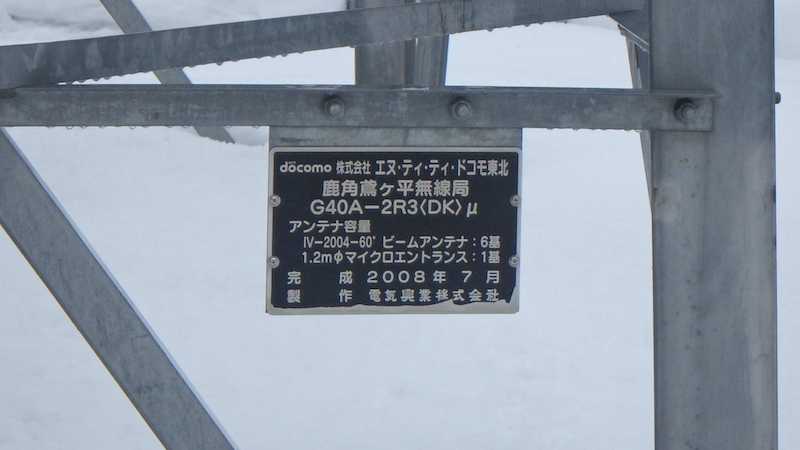 döcomo 株式会社 エヌ・ティ・ティ・ドコモ東北
鹿角鳶ヶ平無線局
G40A−2R3〈DK〉μ
アンテナ容量
Ⅳ−2004−60° ビームアンテナ：6基
1.2mφマイクロエントランス：1基
完成 2008年7月
製作 電気興業株式会社